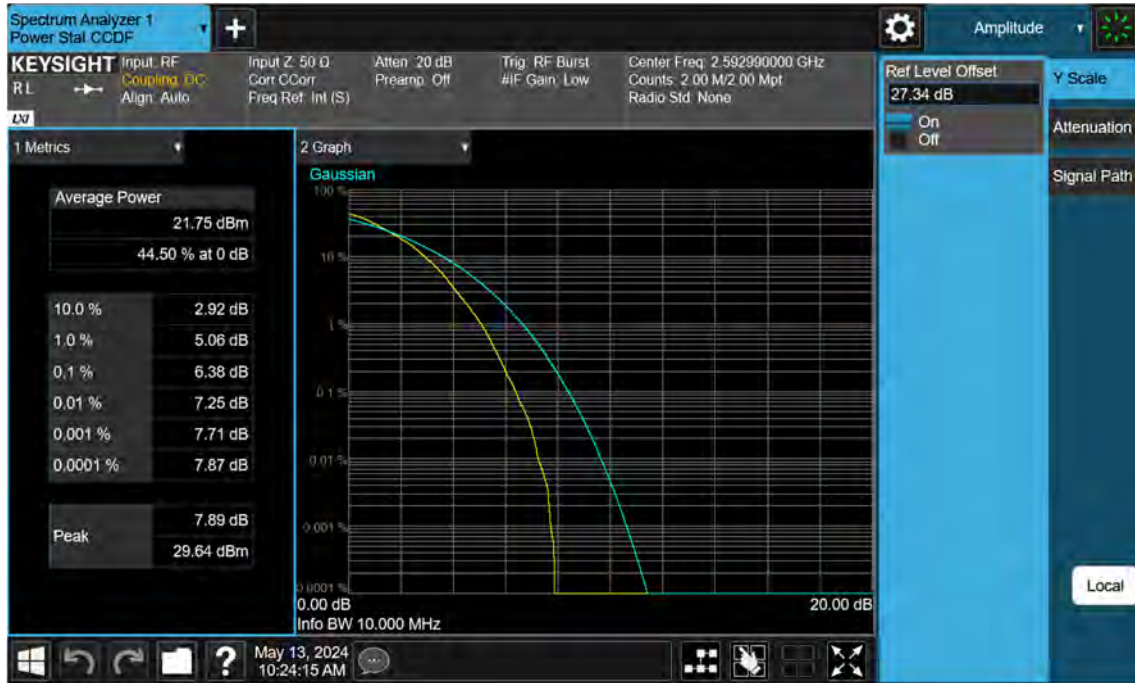 Spectrum Analyzer 1
Power Stat CCDF
+
Amplitude
KEYSIGHT
RL
LXI
Input: RF
Coupling: DC
Align: Auto
Input Z: 50 Ω
Corr CCorr
Freq Ref: Int (S)
Atten: 20 dB
Preamp: Off
Trig: RF Burst
#IF Gain: Low
Center Freq: 2.592990000 GHz
Counts: 2.00 M/2.00 Mpt
Radio Std: None
Ref Level Offset
27.34 dB
On
Off
Y Scale
Attenuation
Signal Path
Local
1 Metrics
Average Power
21.75 dBm
44.50 % at 0 dB
10.0 % 2.92 dB
1.0 % 5.06 dB
0.1 % 6.38 dB
0.01 % 7.25 dB
0.001 % 7.71 dB
0.0001 % 7.87 dB
Peak
7.89 dB
29.64 dBm
2 Graph
Gaussian
100 %
10 %
1 %
0.1 %
0.01 %
0.001 %
0.0001 %
0.00 dB 20.00 dB
Info BW 10.000 MHz
?
May 13, 2024
10:24:15 AM